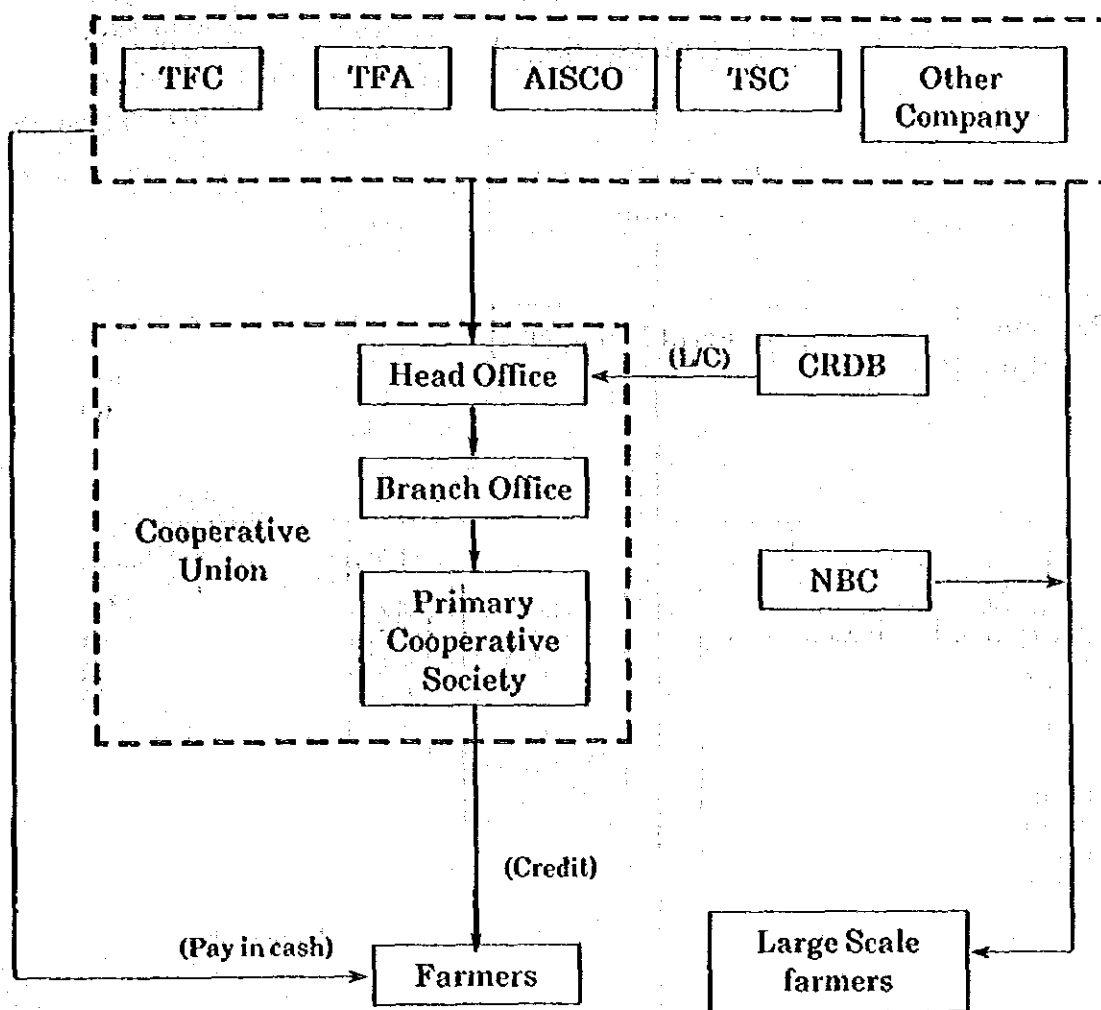 TFC
TFA
AISCO
TSC
Other
Company
Head Office
(L/C)
CRDB
Branch Office
Cooperative
Union
NBC
Primary
Cooperative
Society
(Credit)
(Pay in cash)
Farmers
Large Scale
farmers